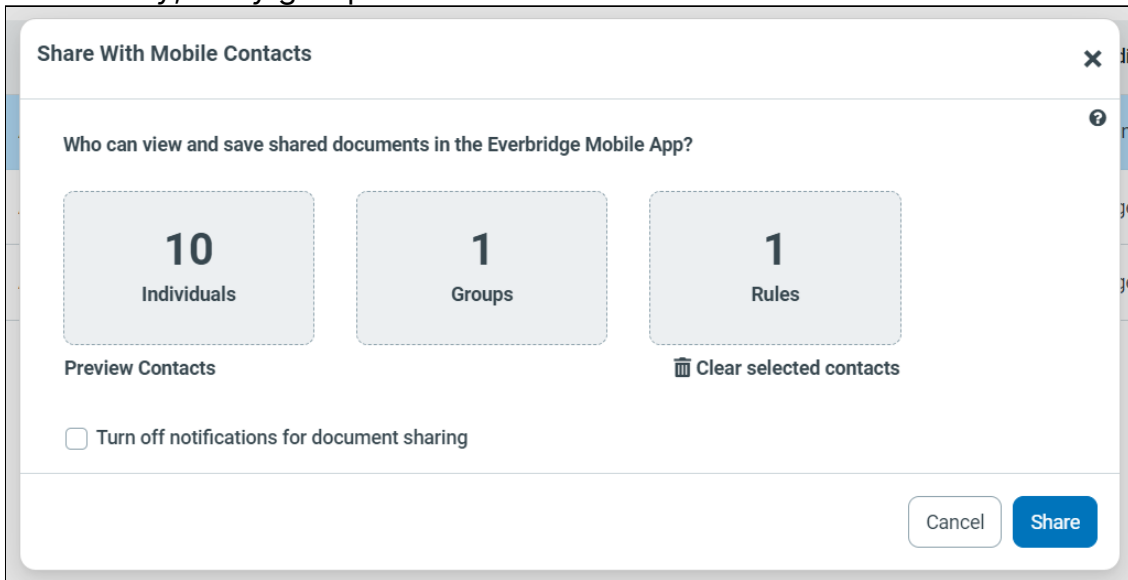 Share With Mobile Contacts
Who can view and save shared documents in the Everbridge Mobile App?
10
Individuals
1
Groups
1
Rules
Preview Contacts
Clear selected contacts
Turn off notifications for document sharing
Cancel
Share